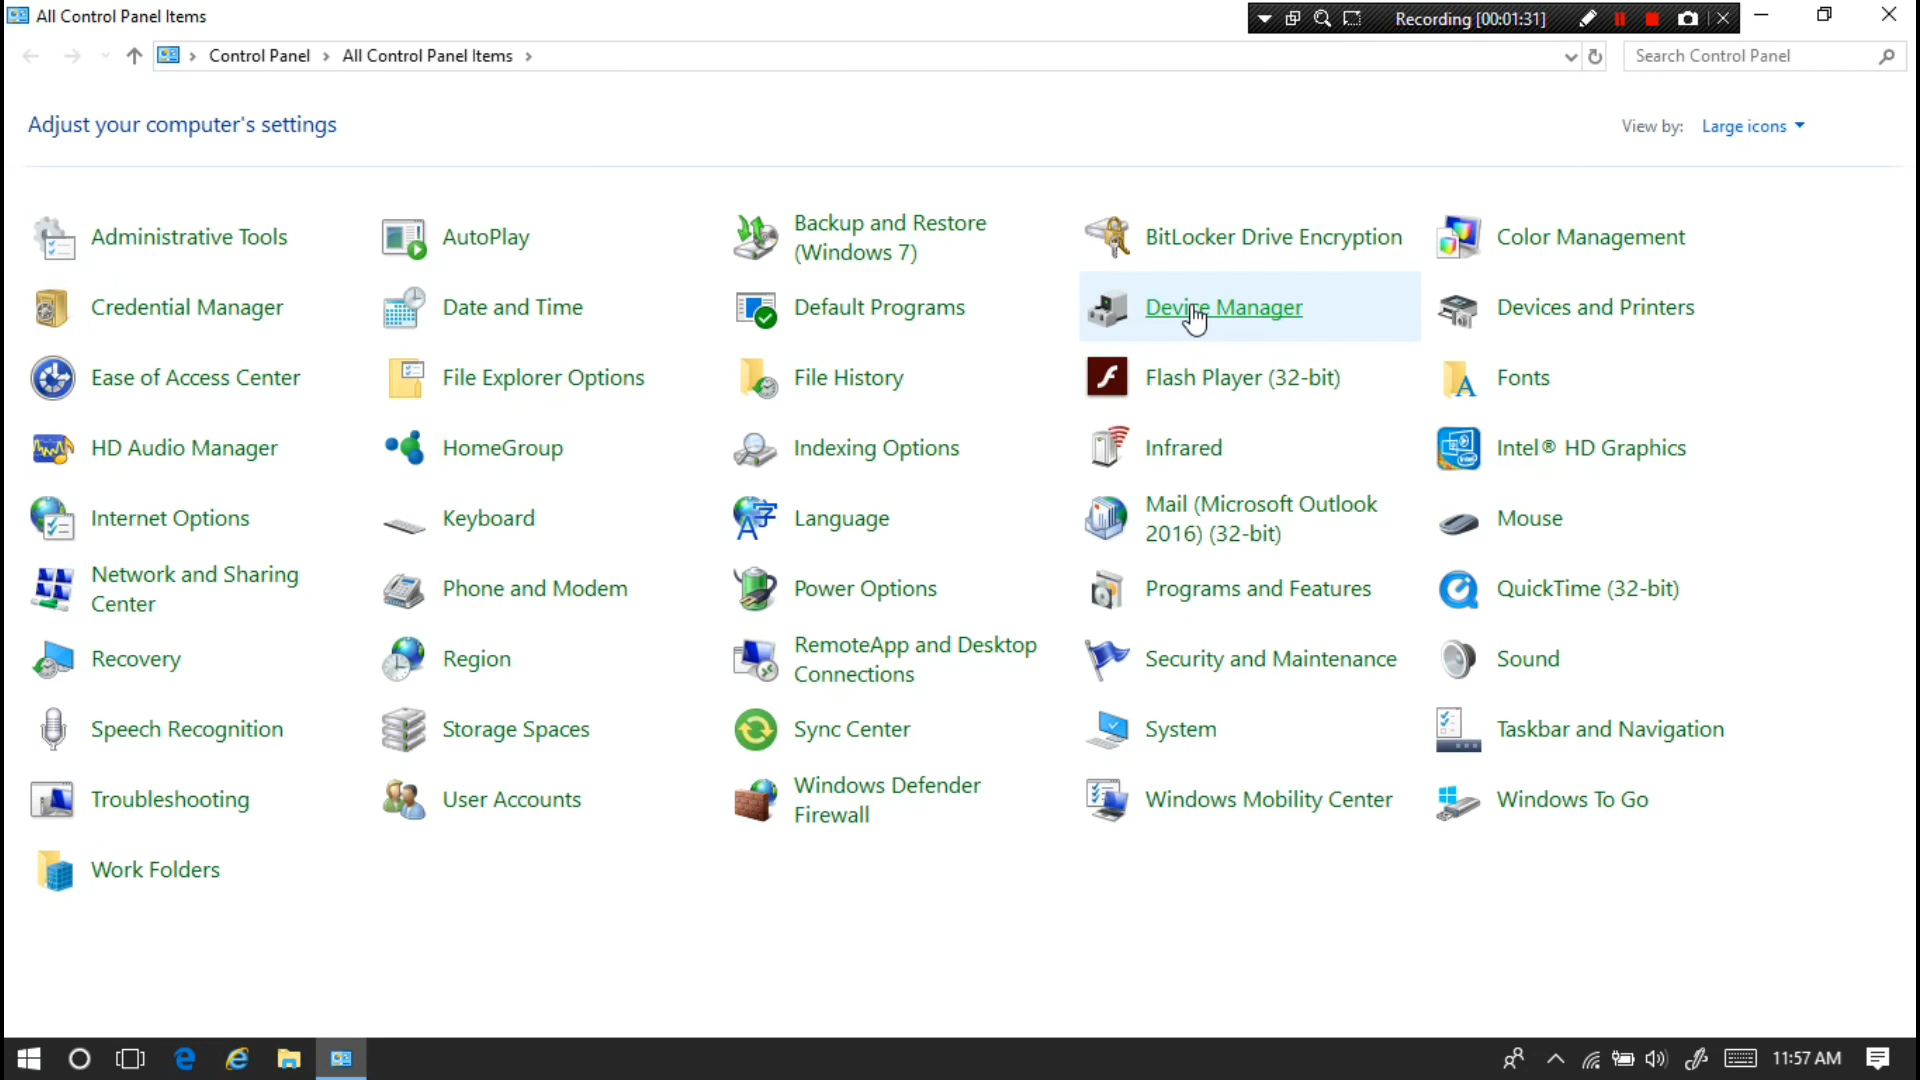 All Control Panel Items
Recording [00:01:31]
Control Panel
All Control Panel Items
Search Control Panel
Adjust your computer's settings
View by: Large icons
Administrative Tools
AutoPlay
Backup and Restore
(Windows 7)
BitLocker Drive Encryption
Color Management
Credential Manager
Date and Time
Default Programs
Device Manager
Devices and Printers
Ease of Access Center
File Explorer Options
File History
Flash Player (32-bit)
Fonts
HD Audio Manager
HomeGroup
Indexing Options
Infrared
Intel® HD Graphics
Internet Options
Keyboard
Language
Mail (Microsoft Outlook
2016) (32-bit)
Mouse
Network and Sharing
Center
Phone and Modem
Power Options
Programs and Features
QuickTime (32-bit)
Recovery
Region
RemoteApp and Desktop
Connections
Security and Maintenance
Sound
Speech Recognition
Storage Spaces
Sync Center
System
Taskbar and Navigation
Troubleshooting
User Accounts
Windows Defender
Firewall
Windows Mobility Center
Windows To Go
Work Folders
11:57 AM